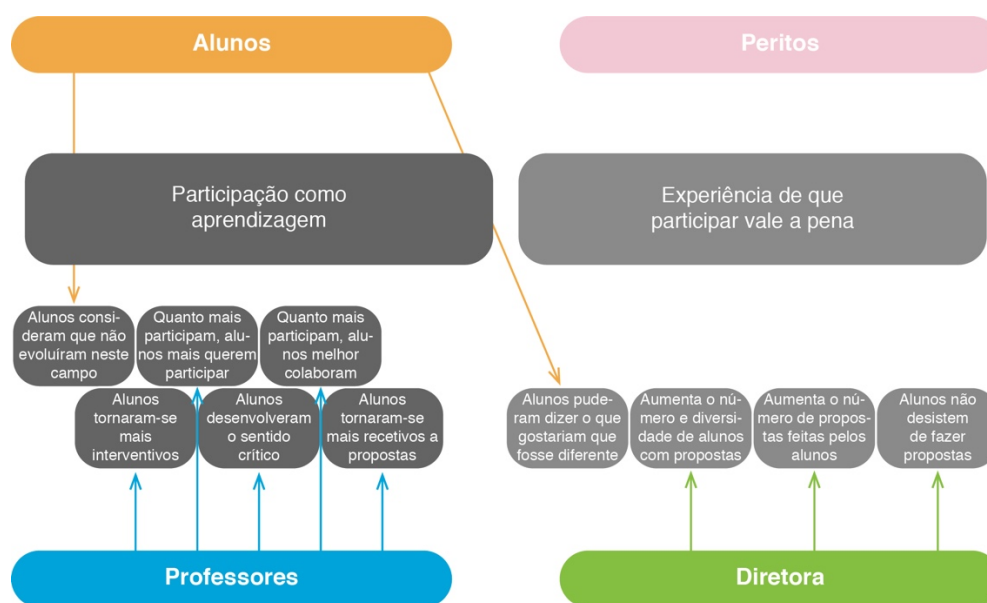 Alunos
Peritos
Participação como
aprendizagem
Experiência de que
participar vale a pena
Alunos consi-
deram que não
evoluíram neste
campo
Quanto mais
participam, alu-
nos mais querem
participar
Quanto mais
participam, alu-
nos melhor
colaboram
Alunos
tornaram-se
mais
interventivos
Alunos
desenvolveram
o sentido
crítico
Alunos
tornaram-se
mais recetivos a
propostas
Alunos pude-
ram dizer o que
gostariam que
fosse diferente
Aumenta o nú-
mero e diversi-
dade de alunos
com propostas
Aumenta o nú-
mero de propos-
tas feitas pelos
alunos
Alunos não
desistem
de fazer
propostas
Professores
Diretora